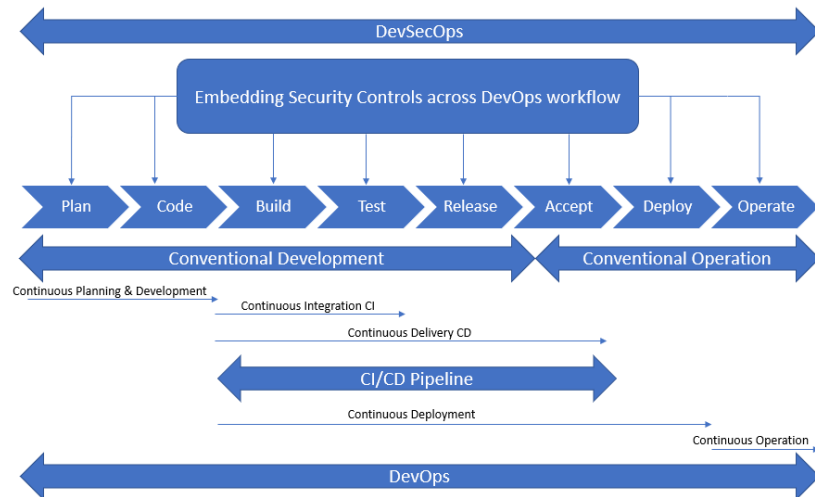 DevSecOps
Embedding Security Controls across DevOps workflow
Plan
Code
Build
Test
Release
Accept
Deploy
Operate
Conventional Development
Conventional Operation
Continuous Planning & Development
Continuous Integration CI
Continuous Delivery CD
CI/CD Pipeline
Continuous Deployment
Continuous Operation
DevOps